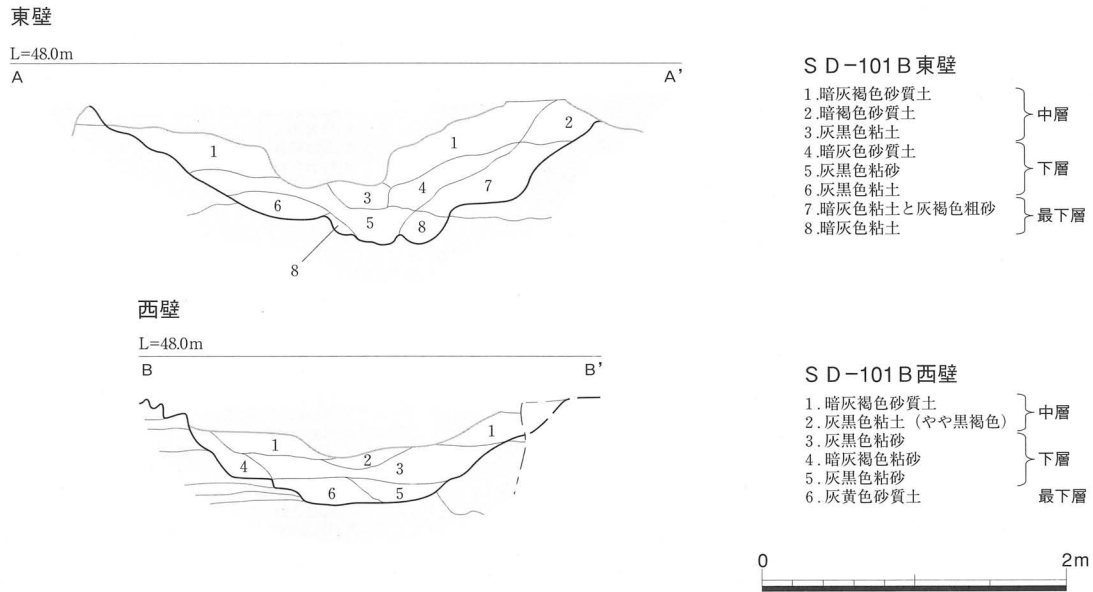 東壁
L=48.0m
A A'
1 2 1 4 7 3 6 5 8 8
SD-101B東壁
1.暗灰褐色砂質土
2.暗褐色砂質土
3.灰黒色粘土
中層
4.暗灰色砂質土
5.灰黒色粘砂
6.灰黒色粘土
下層
7.暗灰色粘土と灰褐色粗砂
8.暗灰色粘土
最下層
西壁
L=48.0m
B B'
1 1 2 3 4 6 5
SD-101B西壁
1.暗灰褐色砂質土
2.灰黒色粘土（やや黒褐色）
中層
3.灰黒色粘砂
4.暗灰褐色粘砂
5.灰黒色粘砂
下層
6.灰黄色砂質土 最下層
0 2m